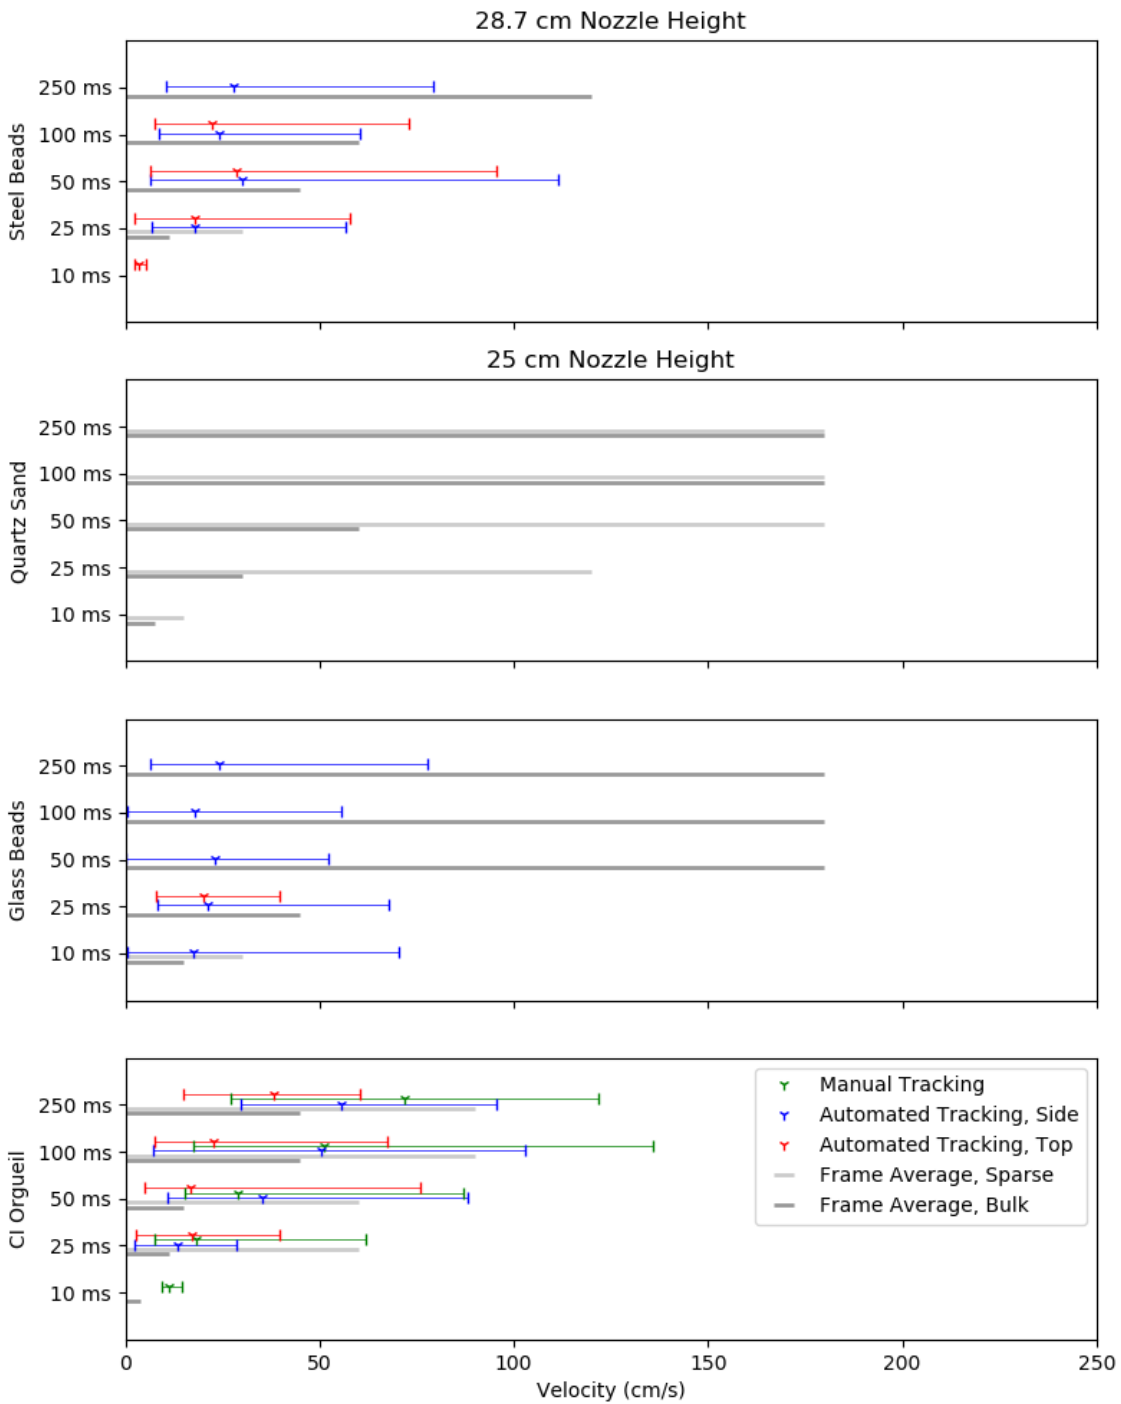 28.7 cm Nozzle Height
Steel Beads
250 ms
100 ms
50 ms
25 ms
10 ms
25 cm Nozzle Height
Quartz Sand
250 ms
100 ms
50 ms
25 ms
10 ms
Glass Beads
250 ms
100 ms
50 ms
25 ms
10 ms
CI Orgueil
250 ms
100 ms
50 ms
25 ms
10 ms
Manual Tracking
Automated Tracking, Side
Automated Tracking, Top
Frame Average, Sparse
Frame Average, Bulk
0 50 100 150 200 250
Velocity (cm/s)